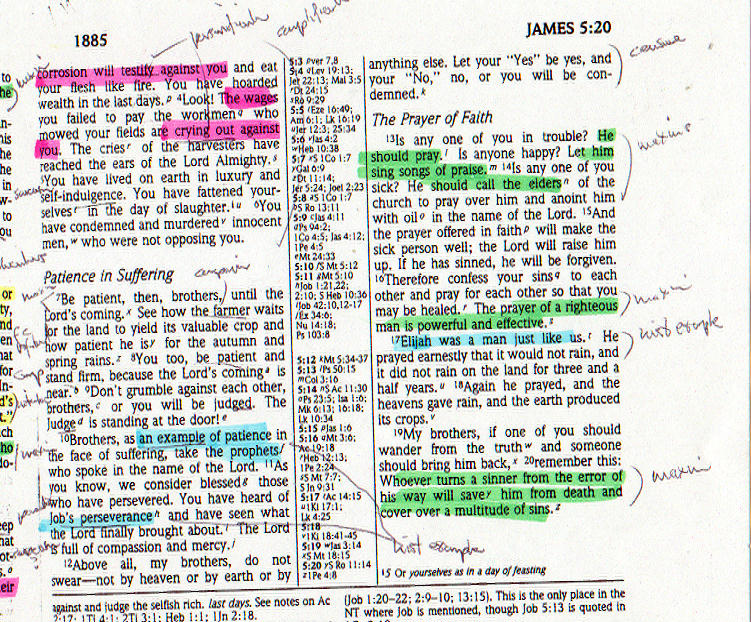 1885
JAMES 5:20
corrosion will testify against you and eat
your flesh like fire. You have hoarded
wealth in the last days. ᵖ ⁴Look! The wages
you failed to pay the workmen ᑫ who
mowed your fields are crying out against
you. The cries ʳ of the harvesters have
reached the ears of the Lord Almighty. ˢ
⁵You have lived on earth in luxury and
self-indulgence. You have fattened your-
selves ᵗ in the day of slaughter. ¹⁵ ᵘ ⁶You
have condemned and murdered ᵛ innocent
men, ʷ who were not opposing you.
Patience in Suffering
⁷Be patient, then, brothers, until the
Lord's coming. ˣ See how the farmer waits
for the land to yield its valuable crop and
how patient he is ʸ for the autumn and
spring rains. ᶻ ⁸You too, be patient and
stand firm, because the Lord's coming ᵃ is
near. ᵇ ⁹Don't grumble against each other,
brothers, ᶜ or you will be judged. The
Judge ᵈ is standing at the door! ᵉ
¹⁰Brothers, as an example of patience in
the face of suffering, take the prophets ᶠ
who spoke in the name of the Lord. ¹¹As
you know, we consider blessed ᵍ those
who have persevered. You have heard of
Job's perseverance ʰ and have seen what
the Lord finally brought about. ⁱ The Lord
is full of compassion and mercy. ʲ
¹²Above all, my brothers, do not
swear—not by heaven or by earth or by
5:3 ᵖver 7,8
5:4 ᑫLev 19:13;
Jer 22:13; Mal 3:5
ʳDt 24:15
ˢRo 9:29
5:5 ᵗEze 16:49;
Am 6:1; Lk 16:19
ᵘJer 12:3; 25:34
5:6 ᵛJas 4:2
ʷHeb 10:38
5:7 ˣS 1Co 1:7
ʸGal 6:9
ᶻDt 11:14;
Jer 5:24; Joel 2:23
5:8 ᵃS 1Co 1:7
ᵇS Ro 13:11
5:9 ᶜJas 4:11
ᵈPs 94:2;
1Co 4:5; Jas 4:12;
1Pe 4:5
ᵉMt 24:33
5:10 ᶠS Mt 5:12
5:11 ᵍMt 5:10
ʰJob 1:21,22;
2:10; S Heb 10:36
ⁱJob 42:10,12-17
ʲEx 34:6;
Nu 14:18;
Ps 103:8
5:12 ᵏMt 5:34-37
5:13 ˡPs 50:15
ᵐCol 3:16
5:14 ⁿS Ac 11:30
ᵒPs 23:5; Isa 1:6;
Mk 6:13; 16:18;
Lk 10:34
5:15 ᵖJas 1:6
5:16 ᑫMt 3:6;
Ac 19:18
ʳHeb 12:13;
1Pe 2:24
ˢS Mt 7:7;
S Jn 9:31
5:17 ᵗAc 14:15
ᵘ1Ki 17:1;
Lk 4:25
5:18
ᵛ1Ki 18:41-45
5:19 ʷJas 3:14
ˣS Mt 18:15
5:20 ʸS Ro 11:14
ᶻ1Pe 4:8
anything else. Let your "Yes" be yes, and
your "No," no, or you will be con-
demned. ᵏ
The Prayer of Faith
¹³Is any one of you in trouble? He
should pray. ˡ Is anyone happy? Let him
sing songs of praise. ᵐ ¹⁴Is any one of you
sick? He should call the elders ⁿ of the
church to pray over him and anoint him
with oil ᵒ in the name of the Lord. ¹⁵And
the prayer offered in faith ᵖ will make the
sick person well; the Lord will raise him
up. If he has sinned, he will be forgiven.
¹⁶Therefore confess your sins ᑫ to each
other and pray for each other so that you
may be healed. ʳ The prayer of a righteous
man is powerful and effective. ˢ
¹⁷Elijah was a man just like us. ᵗ He
prayed earnestly that it would not rain, and
it did not rain on the land for three and a
half years. ᵘ ¹⁸Again he prayed, and the
heavens gave rain, and the earth produced
its crops. ᵛ
¹⁹My brothers, if one of you should
wander from the truth ʷ and someone
should bring him back, ˣ ²⁰remember this:
Whoever turns a sinner from the error of
his way will save ʸ him from death and
cover over a multitude of sins. ᶻ
maxim
hist example
maxim
hist example
15 Or yourselves as in a day of feasting
against and judge the selfish rich. last days. See notes on Ac
2:17; 1Ti 4:1; 2Ti 3:1; Heb 1:1; 1Jn 2:18.
(Job 1:20–22; 2:9–10; 13:15). This is the only place in the
NT where Job is mentioned, though Job 5:13 is quoted in